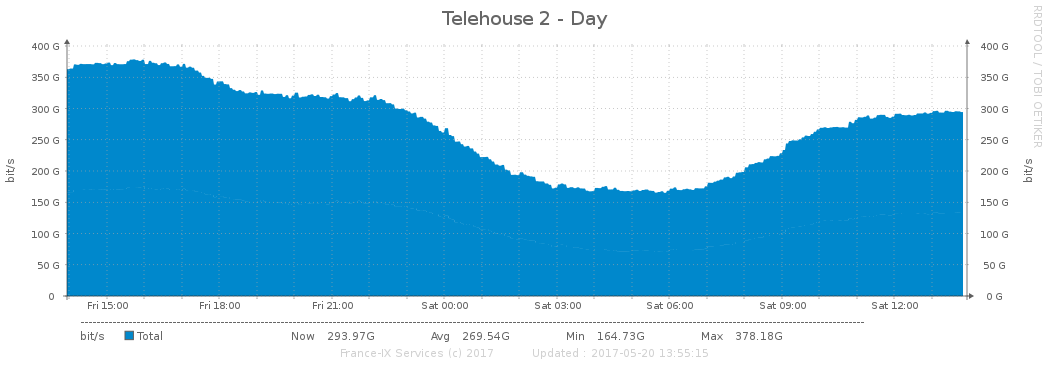 Telehouse 2 - Day
RRDTOOL / TOBI OETIKER
400 G 400 G
350 G 350 G
300 G 300 G
250 G 250 G
200 G 200 G
150 G 150 G
100 G 100 G
50 G 50 G
0 0 G
bit/s bit/s
Fri 15:00 Fri 18:00 Fri 21:00 Sat 00:00 Sat 03:00 Sat 06:00 Sat 09:00 Sat 12:00
bit/s Total Now 293.97G Avg 269.54G Min 164.73G Max 378.18G
France-IX Services (c) 2017 Updated : 2017-05-20 13:55:15